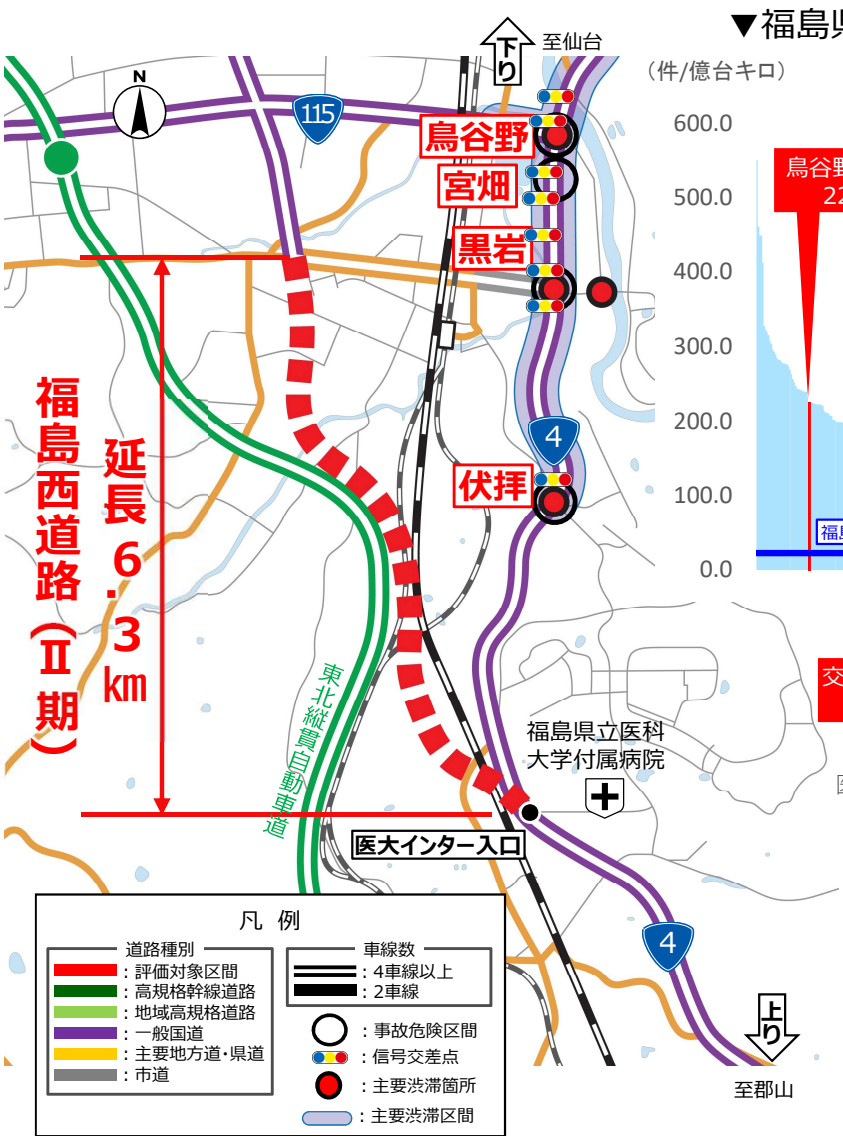 ▼福島県
下り
至仙台
(件/億台キロ)
N
115
鳥谷野
宮畑
黒岩
伏拝
4
600.0
500.0
400.0
300.0
200.0
100.0
0.0
鳥谷野
22
福島
福島西道路(Ⅱ期)
延長 6.3km
東北縦貫自動車道
交
福島県立医科
大学付属病院
医大インター入口
4
上り
至郡山
凡 例
道路種別
:評価対象区間
:高規格幹線道路
:地域高規格道路
:一般国道
:主要地方道・県道
:市道
車線数
:4車線以上
:2車線
:事故危険区間
:信号交差点
:主要渋滞箇所
:主要渋滞区間